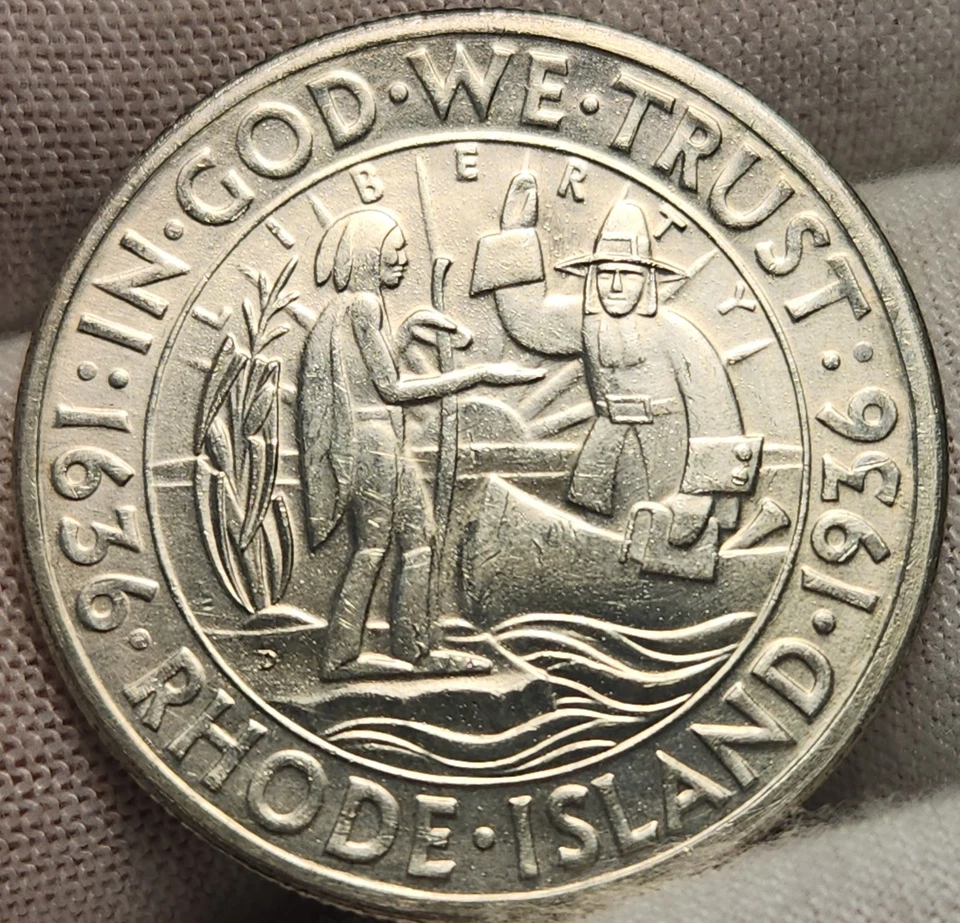 IN·GOD·WE·TRUST:1936·
RHODE·ISLAND
·1636:
LIBERTY
D